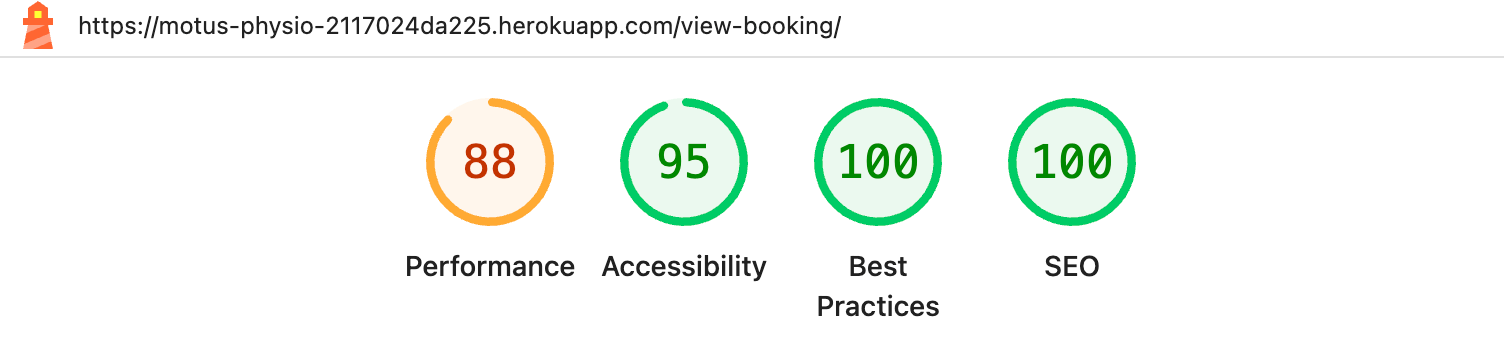 https://motus-physio-2117024da225.herokuapp.com/view-booking/
88
95
100
100
Performance
Accessibility
Best
Practices
SEO